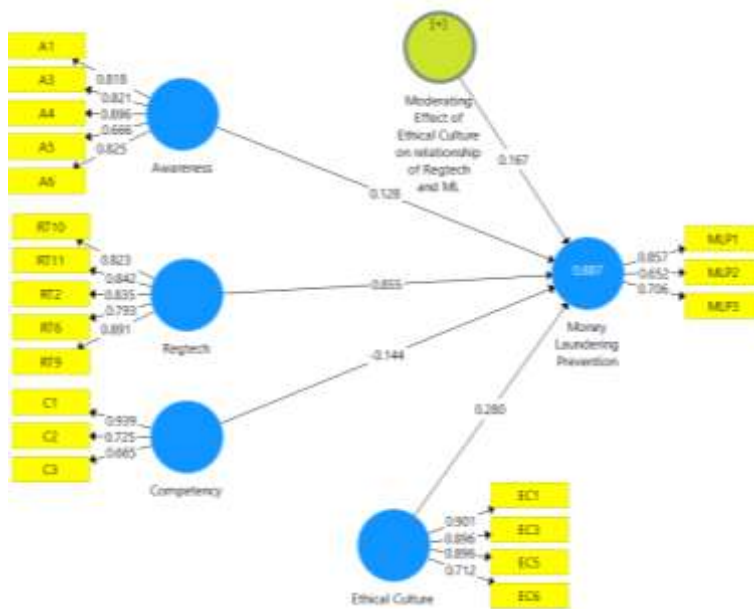 A1
A3
A4
A5
A6
0.818
0.821
0.896
0.666
0.825
Awareness
Moderating
Effect of
Ethical Culture
on relationship
of Regtech
and ML
0.167
0.128
RT10
RT11
RT2
RT6
RT9
0.823
0.842
0.835
0.793
0.891
Regtech
0.855
0.887
Money
Laundering
Prevention
0.857
0.652
0.706
MLP1
MLP2
MLP3
C1
C2
C3
0.939
0.725
0.665
Competency
-0.144
0.280
Ethical Culture
0.901
0.896
0.896
0.712
EC1
EC3
EC5
EC6